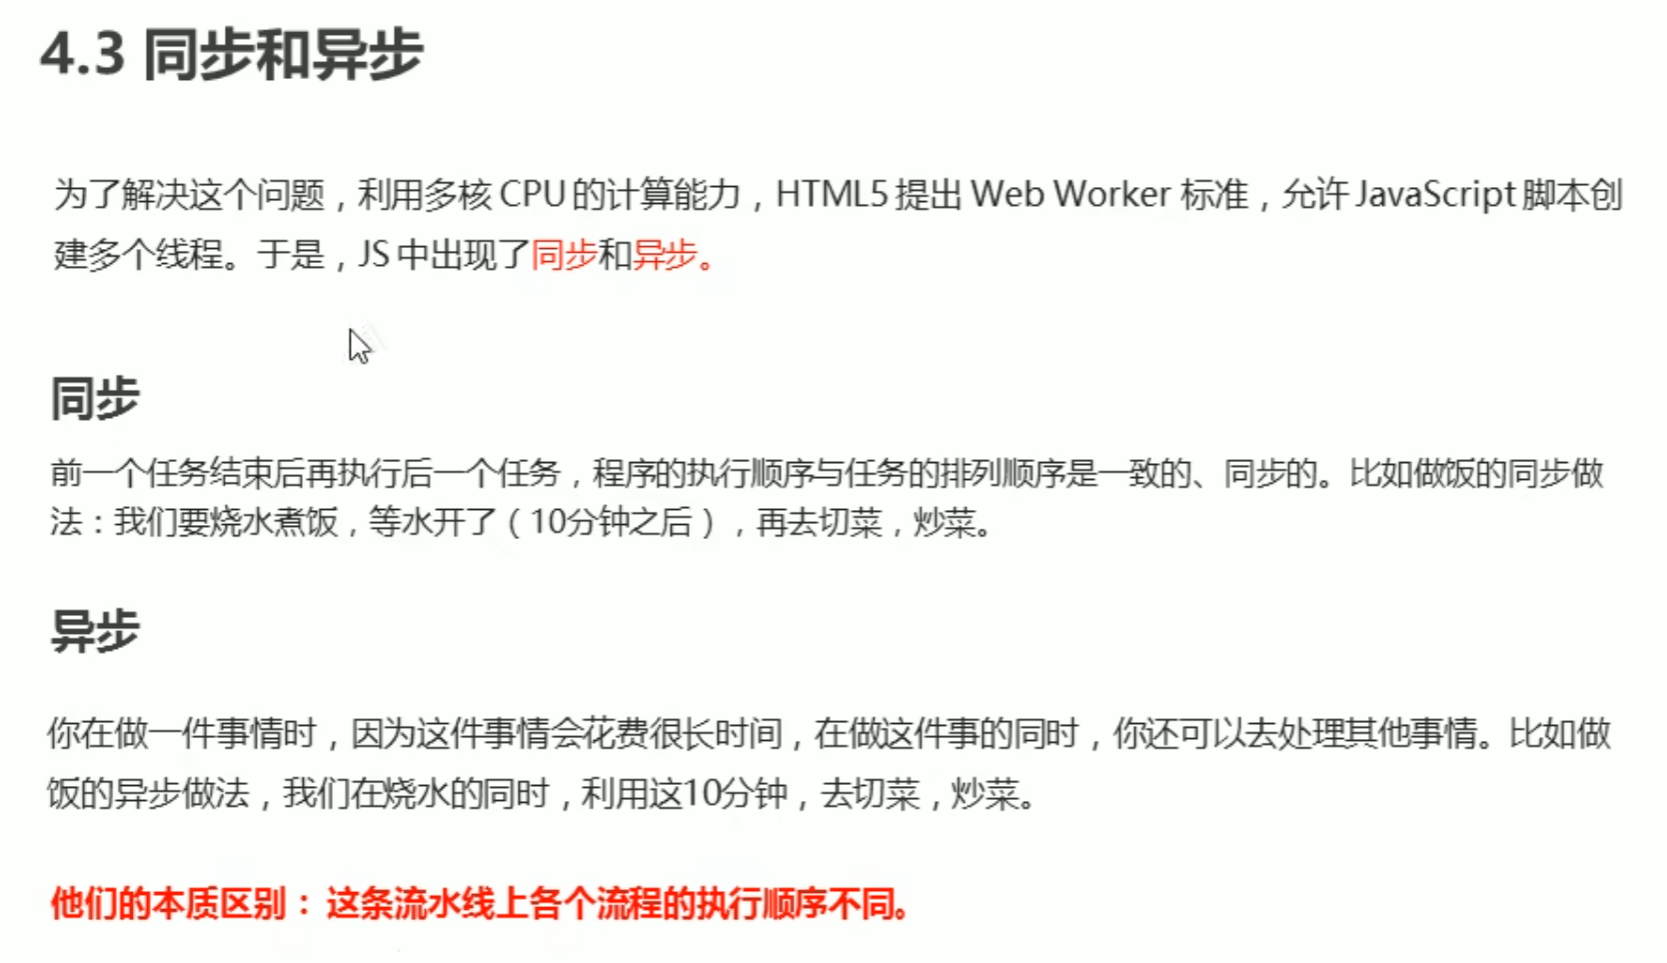 4.3 同步和异步
为了解决这个问题，利用多核 CPU 的计算能力，HTML5 提出 Web Worker 标准，允许 JavaScript 脚本创
建多个线程。于是，JS 中出现了同步和异步。
同步
前一个任务结束后再执行后一个任务，程序的执行顺序与任务的排列顺序是一致的、同步的。比如做饭的同步做
法：我们要烧水煮饭，等水开了（10分钟之后），再去切菜，炒菜。
异步
你在做一件事情时，因为这件事情会花费很长时间，在做这件事的同时，你还可以去处理其他事情。比如做
饭的异步做法，我们在烧水的同时，利用这10分钟，去切菜，炒菜。
他们的本质区别：这条流水线上各个流程的执行顺序不同。